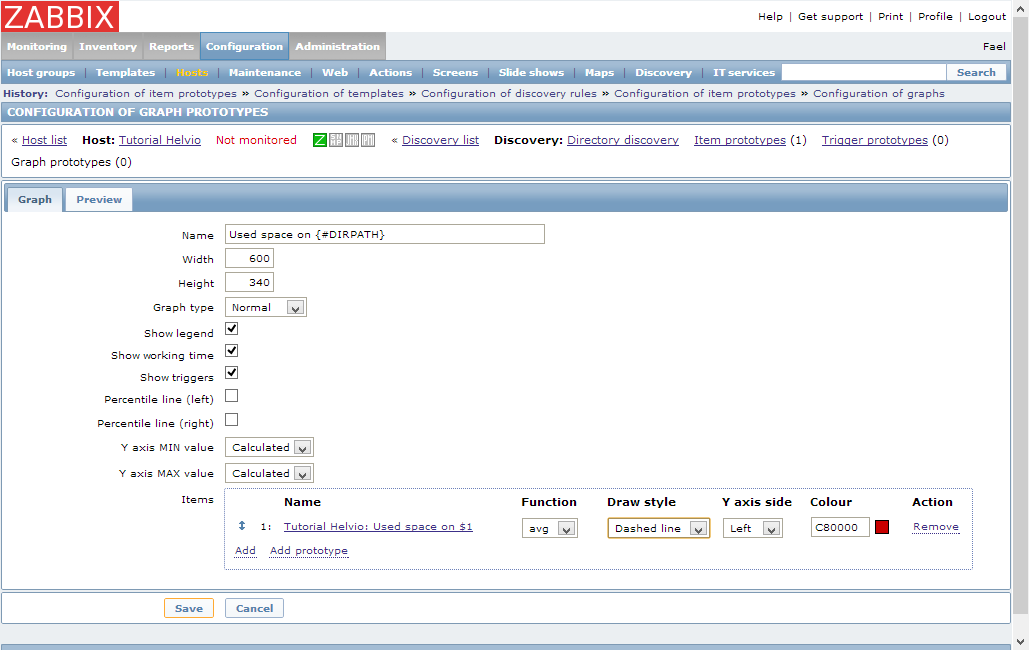 ZABBIX
Help | Get support | Print | Profile | Logout
Monitoring Inventory Reports Configuration Administration Fael
Host groups | Templates | Hosts | Maintenance | Web | Actions | Screens | Slide shows | Maps | Discovery | IT services Search
History: Configuration of item prototypes » Configuration of templates » Configuration of discovery rules » Configuration of item prototypes » Configuration of graphs
CONFIGURATION OF GRAPH PROTOTYPES
« Host list Host: Tutorial Helvio Not monitored Z « Discovery list Discovery: Directory discovery Item prototypes (1) Trigger prototypes (0)
Graph prototypes (0)
Graph Preview
Name Used space on {#DIRPATH}
Width 600
Height 340
Graph type Normal
Show legend
Show working time
Show triggers
Percentile line (left)
Percentile line (right)
Y axis MIN value Calculated
Y axis MAX value Calculated
Items Name Function Draw style Y axis side Colour Action
1: Tutorial Helvio: Used space on $1 avg Dashed line Left C80000 Remove
Add Add prototype
Save Cancel